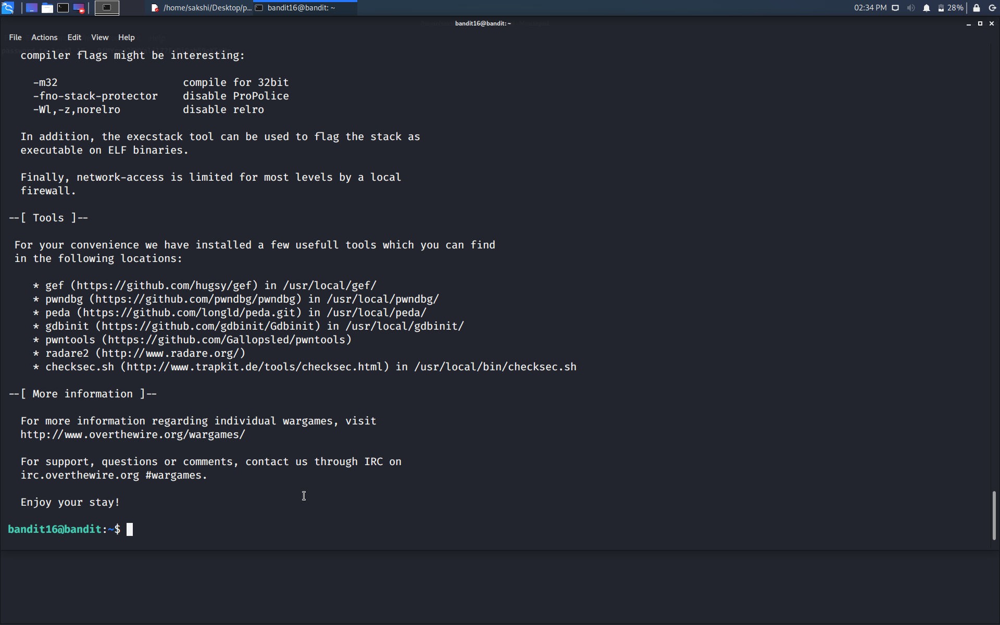 /home/sakshi/Desktop/p... bandit16@bandit: ~ 02:34 PM 28%
bandit16@bandit: ~
File Actions Edit View Help
compiler flags might be interesting:
-m32 compile for 32bit
-fno-stack-protector disable ProPolice
-Wl,-z,norelro disable relro
In addition, the execstack tool can be used to flag the stack as
executable on ELF binaries.
Finally, network-access is limited for most levels by a local
firewall.
--[ Tools ]--
For your convenience we have installed a few usefull tools which you can find
in the following locations:
* gef (https://github.com/hugsy/gef) in /usr/local/gef/
* pwndbg (https://github.com/pwndbg/pwndbg) in /usr/local/pwndbg/
* peda (https://github.com/longld/peda.git) in /usr/local/peda/
* gdbinit (https://github.com/gdbinit/Gdbinit) in /usr/local/gdbinit/
* pwntools (https://github.com/Gallopsled/pwntools)
* radare2 (http://www.radare.org/)
* checksec.sh (http://www.trapkit.de/tools/checksec.html) in /usr/local/bin/checksec.sh
--[ More information ]--
For more information regarding individual wargames, visit
http://www.overthewire.org/wargames/
For support, questions or comments, contact us through IRC on
irc.overthewire.org #wargames.
Enjoy your stay!
bandit16@bandit:~$